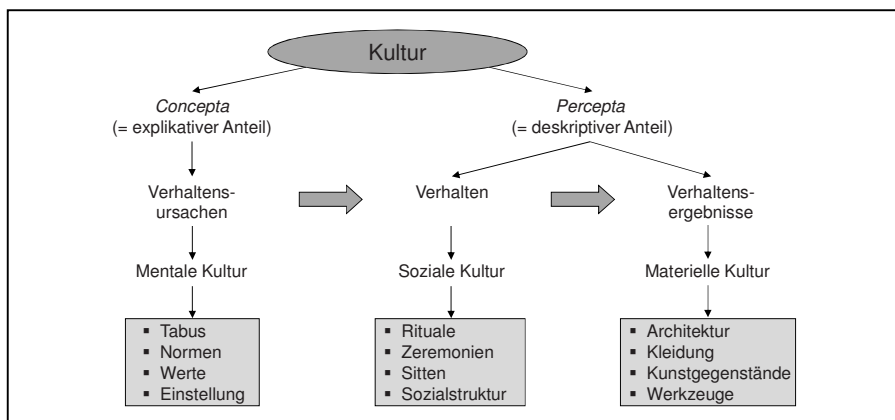 Kultur
Concepta
(= explikativer Anteil)
Percepta
(= deskriptiver Anteil)
Verhaltens-
ursachen
Verhalten
Verhaltens-
ergebnisse
Mentale Kultur
Soziale Kultur
Materielle Kultur
▪ Tabus
▪ Normen
▪ Werte
▪ Einstellung
▪ Rituale
▪ Zeremonien
▪ Sitten
▪ Sozialstruktur
▪ Architektur
▪ Kleidung
▪ Kunstgegenstände
▪ Werkzeuge